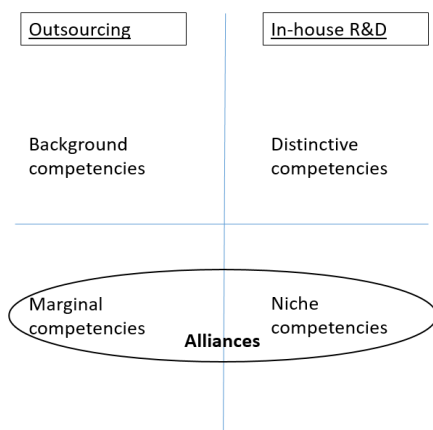 Outsourcing
In-house R&D
Background
competencies
Distinctive
competencies
Marginal
competencies
Niche
competencies
Alliances